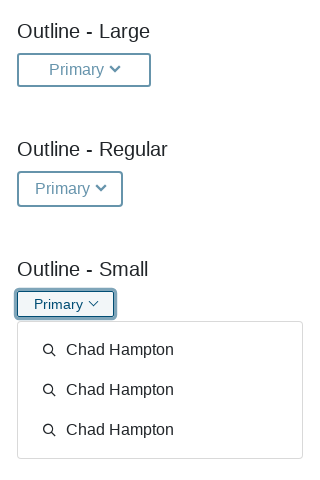 Outline - Large
Primary
Outline - Regular
Primary
Outline - Small
Primary
Chad Hampton
Chad Hampton
Chad Hampton